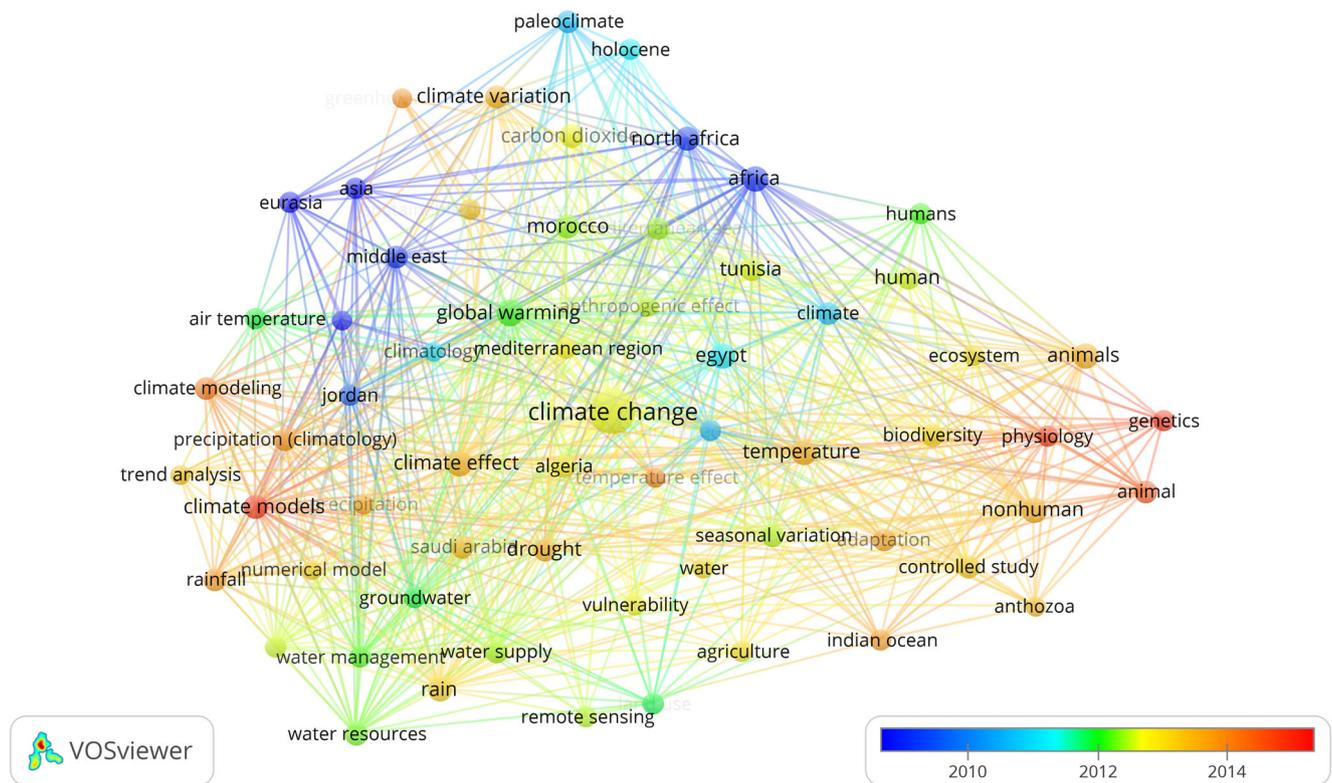 paleoclimate
holocene
climate variation
carbon dioxide
north africa
africa
asia
eurasia
humans
morocco
middle east
tunisia
human
anthropogenic effect
global warming
climate
air temperature
climatology
mediterranean region
egypt
ecosystem
animals
climate modeling
jordan
climate change
genetics
precipitation (climatology)
biodiversity
physiology
temperature
climate effect
algeria
trend analysis
temperature effect
animal
climate models
nonhuman
seasonal variation
adaptation
saudi arabia
drought
water
controlled study
numerical model
rainfall
groundwater
vulnerability
anthozoa
indian ocean
water management
water supply
agriculture
rain
land use
remote sensing
water resources
VOSviewer
2010
2012
2014